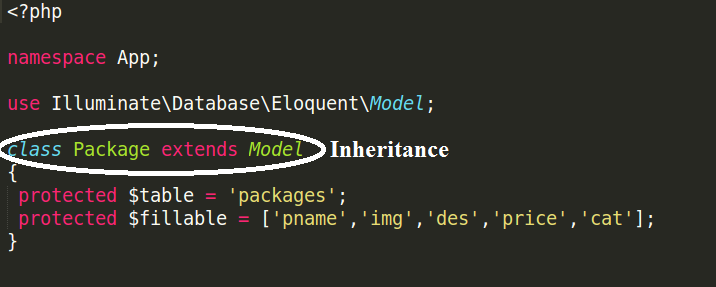 <?php
namespace App;
use Illuminate\Database\Eloquent\Model;
class Package extends Model Inheritance
{
protected $table = 'packages';
protected $fillable = ['pname','img','des','price','cat'];
}